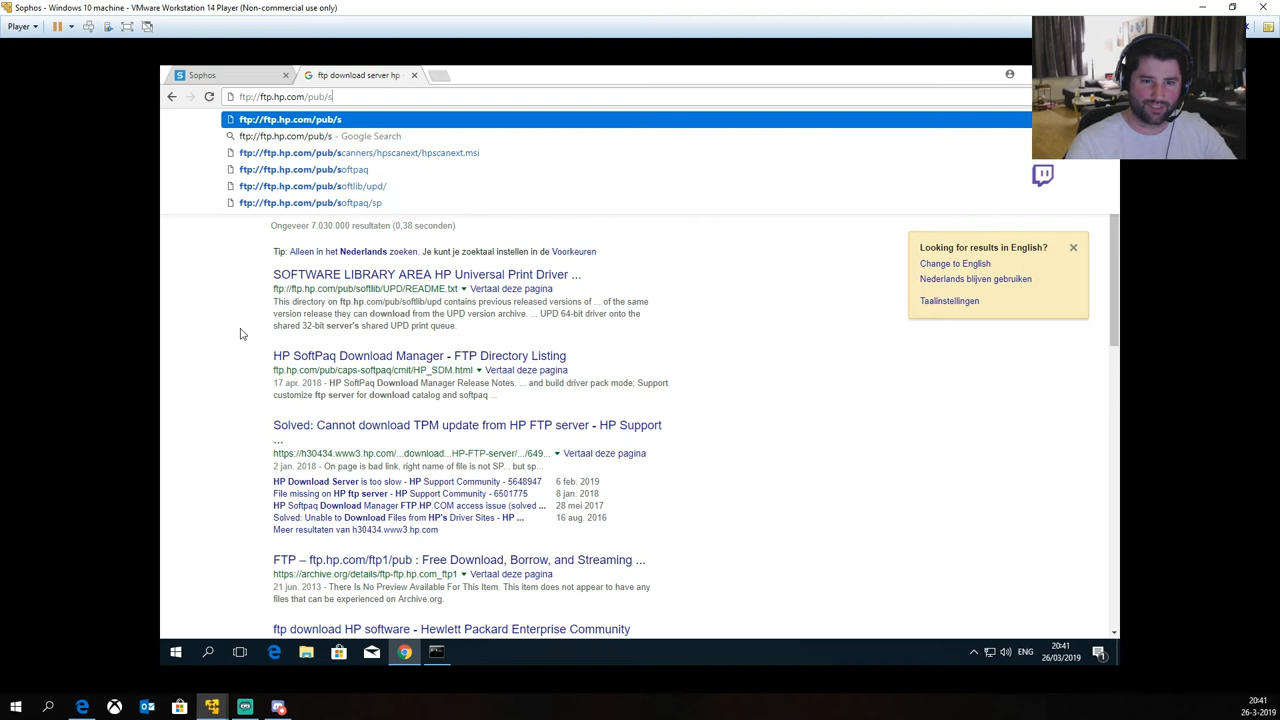 Sophos - Windows 10 machine - VMware Workstation 14 Player (Non-commercial use only)
Player
Sophos
ftp download server hp
ftp://ftp.hp.com/pub/s
ftp://ftp.hp.com/pub/s
ftp://ftp.hp.com/pub/s - Google Search
ftp://ftp.hp.com/pub/scanners/hpscanext/hpscanext.msi
ftp://ftp.hp.com/pub/softpaq
ftp://ftp.hp.com/pub/softlib/upd/
ftp://ftp.hp.com/pub/softpaq/sp
Ongeveer 7.030.000 resultaten (0,38 seconden)
Tip: Alleen in het Nederlands zoeken. Je kunt je zoektaal instellen in de Voorkeuren
SOFTWARE LIBRARY AREA HP Universal Print Driver ...
ftp://ftp.hp.com/pub/softlib/UPD/README.txt Vertaal deze pagina
This directory on ftp.hp.com/pub/softlib/upd contains previous released versions of ... of the same
version release they can download from the UPD version archive. ... UPD 64-bit driver onto the
shared 32-bit server's shared UPD print queue.
HP SoftPaq Download Manager - FTP Directory Listing
ftp.hp.com/pub/caps-softpaq/cmit/HP_SDM.html Vertaal deze pagina
17 apr. 2018 - HP SoftPaq Download Manager Release Notes. ... and build driver pack mode; Support
customize ftp server for download catalog and softpaq ...
Solved: Cannot download TPM update from HP FTP server - HP Support
...
https://h30434.www3.hp.com/...download...HP-FTP-server/.../649... Vertaal deze pagina
2 jan. 2018 - On page is bad link, right name of file is not SP... but sp...
HP Download Server is too slow - HP Support Community - 5648947 6 feb. 2019
File missing on HP ftp server - HP Support Community - 6501775 8 jan. 2018
HP Softpaq Download Manager FTP.HP.COM access issue (solved ... 28 mei 2017
Solved: Unable to Download Files from HP's Driver Sites - HP ... 16 aug. 2016
Meer resultaten van h30434.www3.hp.com
FTP – ftp.hp.com/ftp1/pub : Free Download, Borrow, and Streaming ...
https://archive.org/details/ftp-ftp.hp.com_ftp1 Vertaal deze pagina
21 jun. 2013 - There Is No Preview Available For This Item. This item does not appear to have any
files that can be experienced on Archive.org.
ftp download HP software - Hewlett Packard Enterprise Community
Looking for results in English?
Change to English
Nederlands blijven gebruiken
Taalinstellingen
ENG
20:41
26/03/2019
1
20:41
26-3-2019